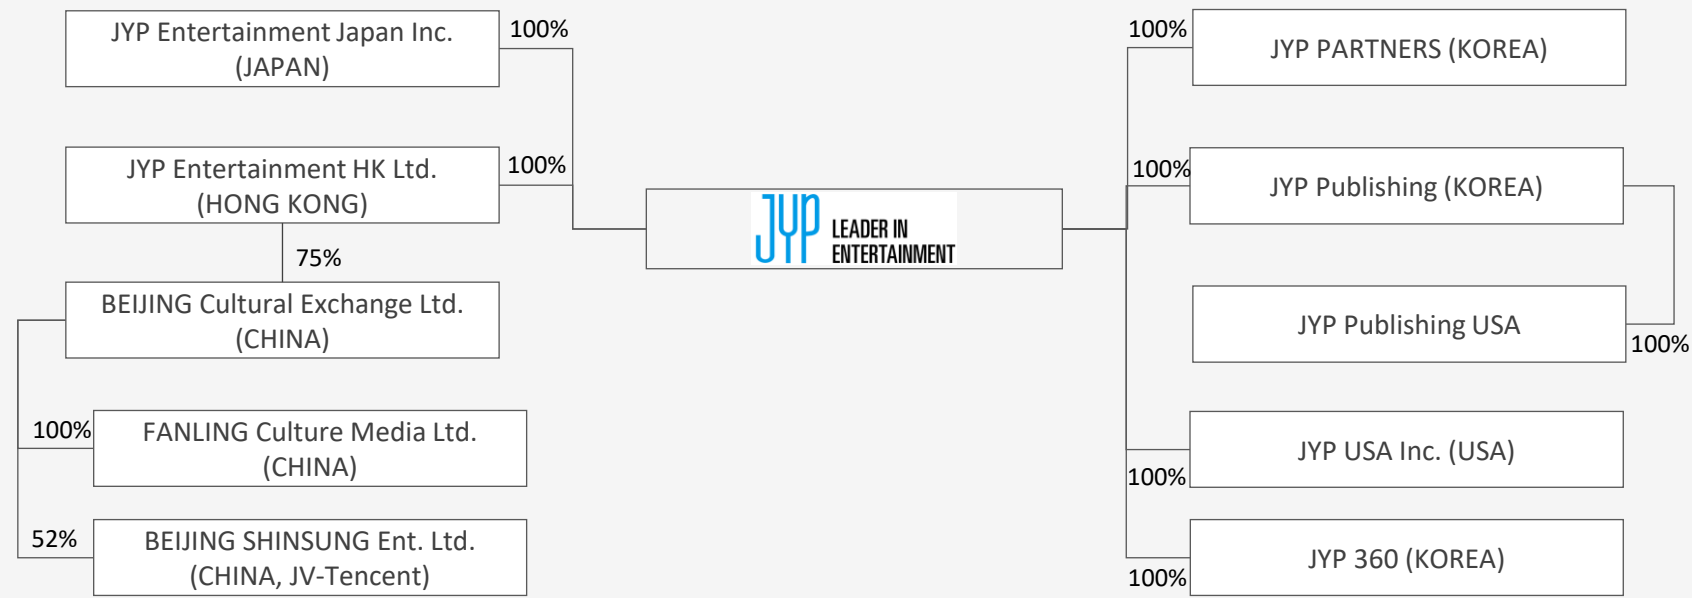 JYP Entertainment Japan Inc.
(JAPAN)
100%
JYP Entertainment HK Ltd.
(HONG KONG)
100%
75%
BEIJING Cultural Exchange Ltd.
(CHINA)
100%
FANLING Culture Media Ltd.
(CHINA)
52%
BEIJING SHINSUNG Ent. Ltd.
(CHINA, JV-Tencent)
JYP LEADER IN
ENTERTAINMENT
100%
JYP PARTNERS (KOREA)
100%
JYP Publishing (KOREA)
JYP Publishing USA
100%
JYP USA Inc. (USA)
100%
JYP 360 (KOREA)
100%